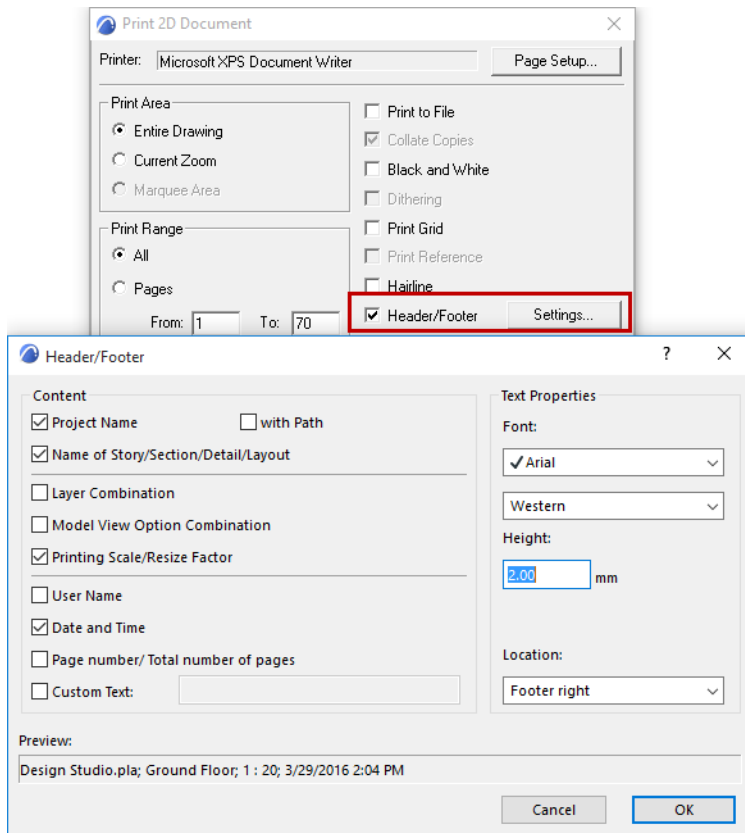 Print 2D Document
Printer: Microsoft XPS Document Writer Page Setup...
Print Area
Entire Drawing
Current Zoom
Marquee Area
Print Range
All
Pages
From: 1 To: 70
Print to File
Collate Copies
Black and White
Dithering
Print Grid
Print Reference
Hairline
Header/Footer Settings...
Header/Footer ?
Content
Project Name with Path
Name of Story/Section/Detail/Layout
Layer Combination
Model View Option Combination
Printing Scale/Resize Factor
User Name
Date and Time
Page number/ Total number of pages
Custom Text:
Text Properties
Font:
Arial
Western
Height:
2.00 mm
Location:
Footer right
Preview:
Design Studio.pla; Ground Floor; 1 : 20; 3/29/2016 2:04 PM
Cancel OK